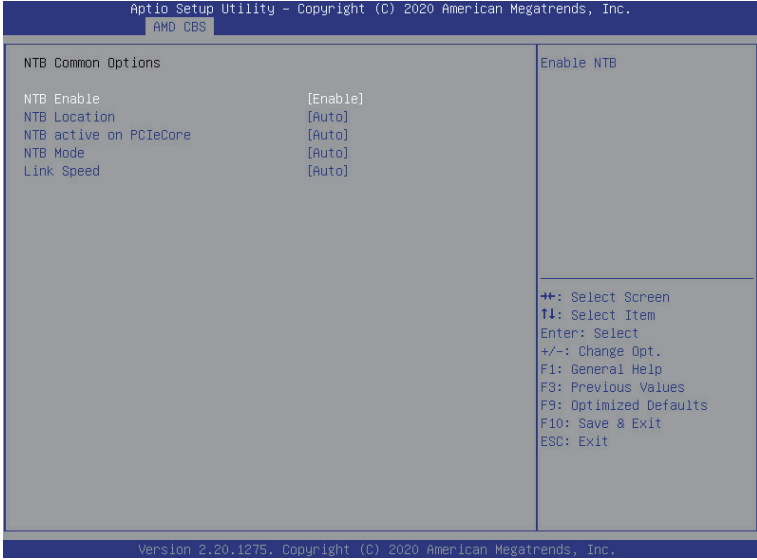 Aptio Setup Utility – Copyright (C) 2020 American Megatrends, Inc.
AMD CBS
NTB Common Options
NTB Enable [Enable]
NTB Location [Auto]
NTB active on PCIeCore [Auto]
NTB Mode [Auto]
Link Speed [Auto]
Enable NTB
→←: Select Screen
↑↓: Select Item
Enter: Select
+/-: Change Opt.
F1: General Help
F3: Previous Values
F9: Optimized Defaults
F10: Save & Exit
ESC: Exit
Version 2.20.1275. Copyright (C) 2020 American Megatrends, Inc.